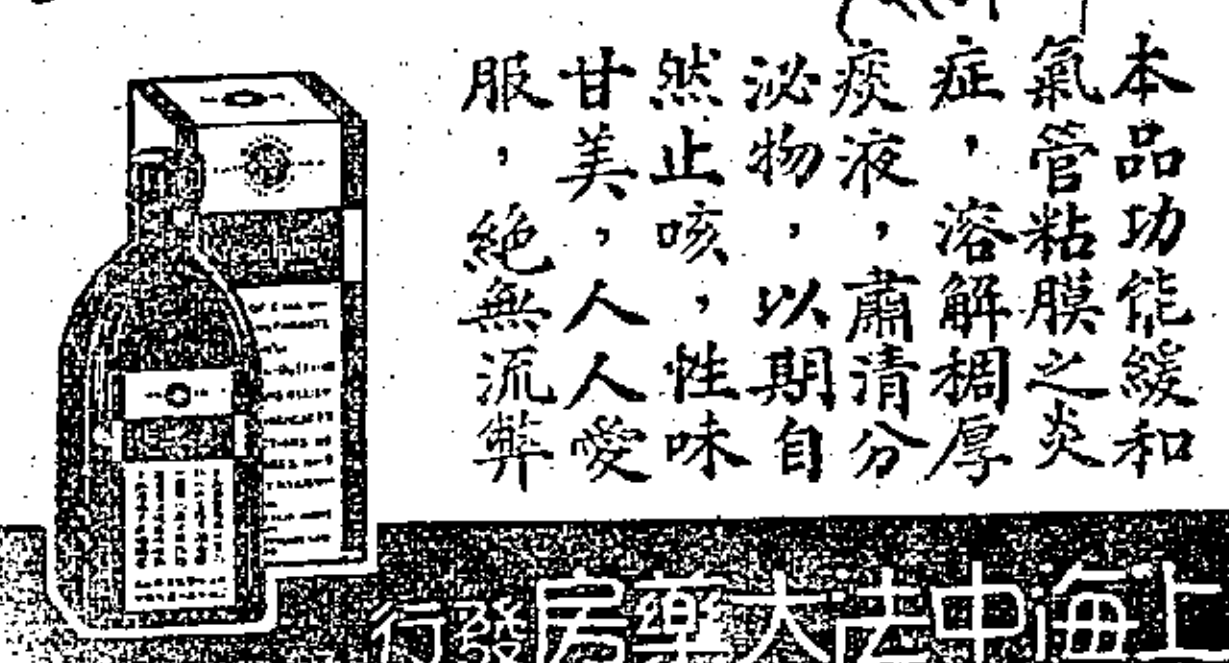 本品功能緩和
氣管粘膜之炎
症，溶解稠厚
痰液，肅清分
泌物，以期自
然止咳，性味
甘美，人人愛
服，絕無流弊
上海中法大藥房發行